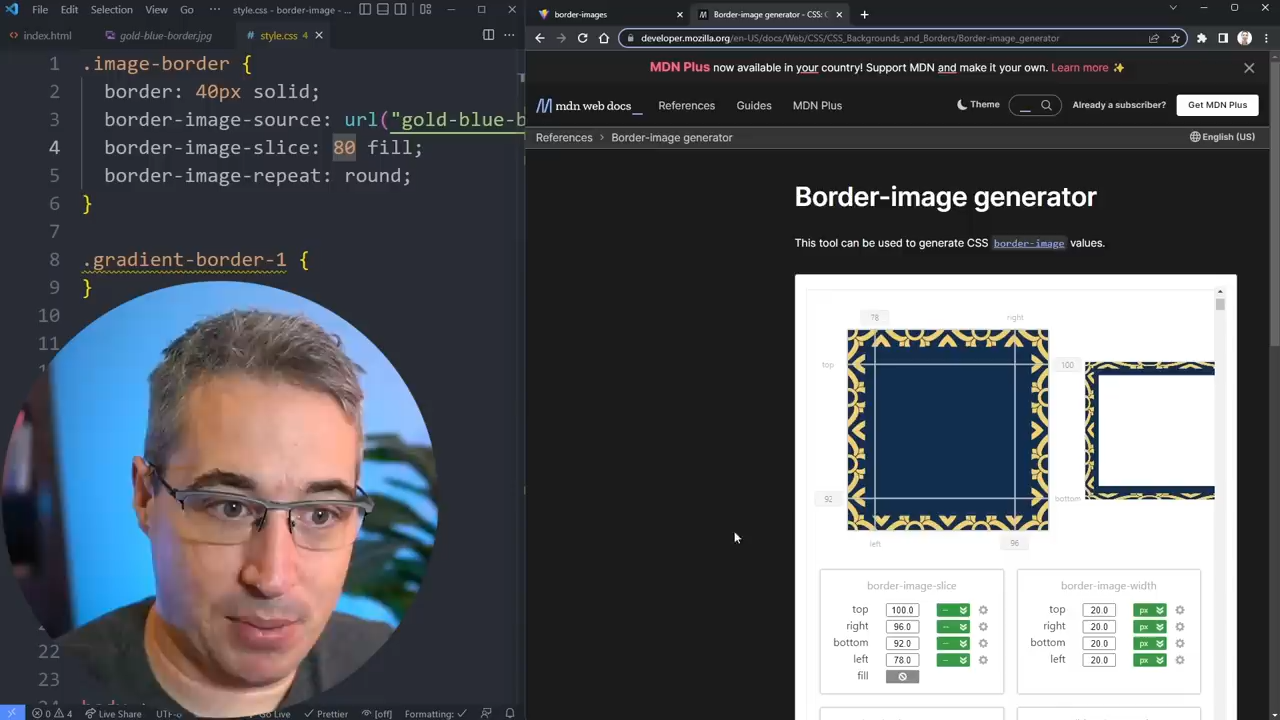 File Edit Selection View Go ··· style.css - border-image -
index.html gold-blue-border.jpg style.css 4
1 .image-border {
2 border: 40px solid;
3 border-image-source: url("gold-blue-b
4 border-image-slice: 80 fill;
5 border-image-repeat: round;
6 }
7
8 .gradient-border-1 {
9 }
10
11
22
23
0 4 Live Share UTF-8 Go Live Prettier [off] Formatting:
border-images
Border-image generator - CSS: C
developer.mozilla.org/en-US/docs/Web/CSS/CSS_Backgrounds_and_Borders/Border-image_generator
MDN Plus now available in your country! Support MDN and make it your own. Learn more ✨
mdn web docs_ References Guides MDN Plus Theme Already a subscriber? Get MDN Plus
References > Border-image generator English (US)
Border-image generator
This tool can be used to generate CSS border-image values.
78 right
top 100
92 bottom
left 96
border-image-slice
top 100.0 --
right 96.0 --
bottom 92.0 --
left 78.0 --
fill
border-image-width
top 20.0 px
right 20.0 px
bottom 20.0 px
left 20.0 px